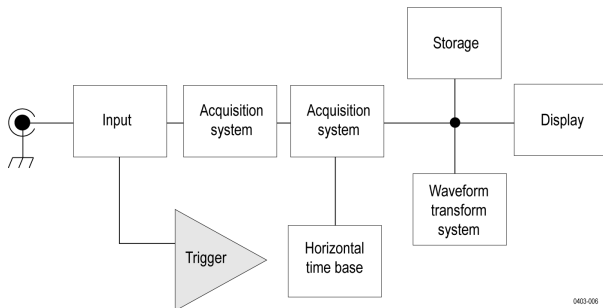 Storage
Input
Acquisition
system
Acquisition
system
Display
Waveform
transform
system
Trigger
Horizontal
time base
0403-006